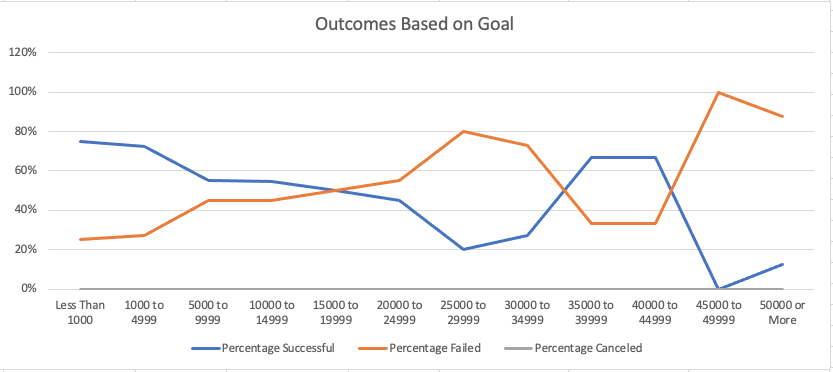 Outcomes Based on Goal
120%
100%
80%
60%
40%
20%
0%
Less Than 1000 to 5000 to 10000 to 15000 to 20000 to 25000 to 30000 to 35000 to 40000 to 45000 to 50000 or
1000 4999 9999 14999 19999 24999 29999 34999 39999 44999 49999 More
Percentage Successful Percentage Failed Percentage Canceled